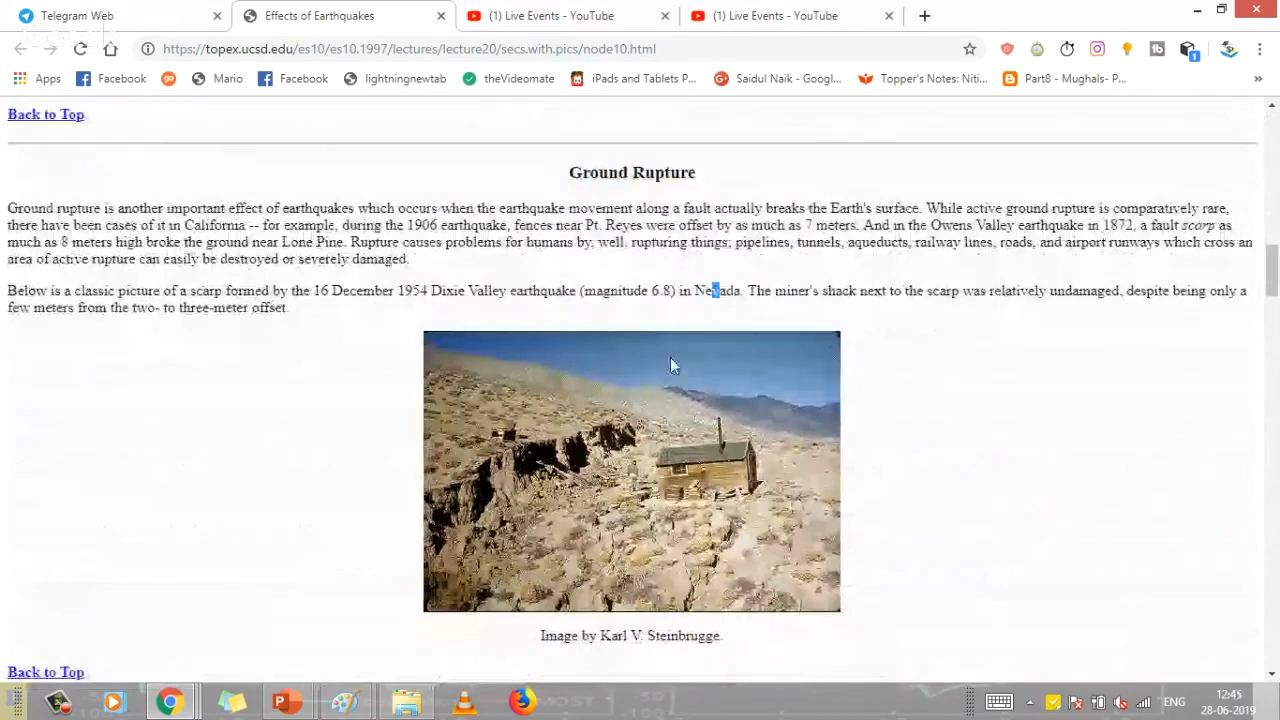 Telegram Web
Effects of Earthquakes
(1) Live Events - YouTube
(1) Live Events - YouTube
https://topex.ucsd.edu/es10/es10.1997/lectures/lecture20/secs.with.pics/node10.html
Apps Facebook Mario Facebook lightningnewtab theVideomate iPads and Tablets P... Saidul Naik - Googl... Topper's Notes: Niti... Part8 - Mughals- P... »
Back to Top
Ground Rupture
Ground rupture is another important effect of earthquakes which occurs when the earthquake movement along a fault actually breaks the Earth's surface. While active ground rupture is comparatively rare,
there have been cases of it in California -- for example, during the 1906 earthquake, fences near Pt. Reyes were offset by as much as 7 meters. And in the Owens Valley earthquake in 1872, a fault scarp as
much as 8 meters high broke the ground near Lone Pine. Rupture causes problems for humans by, well, rupturing things; pipelines, tunnels, aqueducts, railway lines, roads, and airport runways which cross an
area of active rupture can easily be destroyed or severely damaged.
Below is a classic picture of a scarp formed by the 16 December 1954 Dixie Valley earthquake (magnitude 6.8) in Nevada. The miner's shack next to the scarp was relatively undamaged, despite being only a
few meters from the two- to three-meter offset.
Image by Karl V. Steinbrugge.
Back to Top
ENG
12:45
28-06-2019